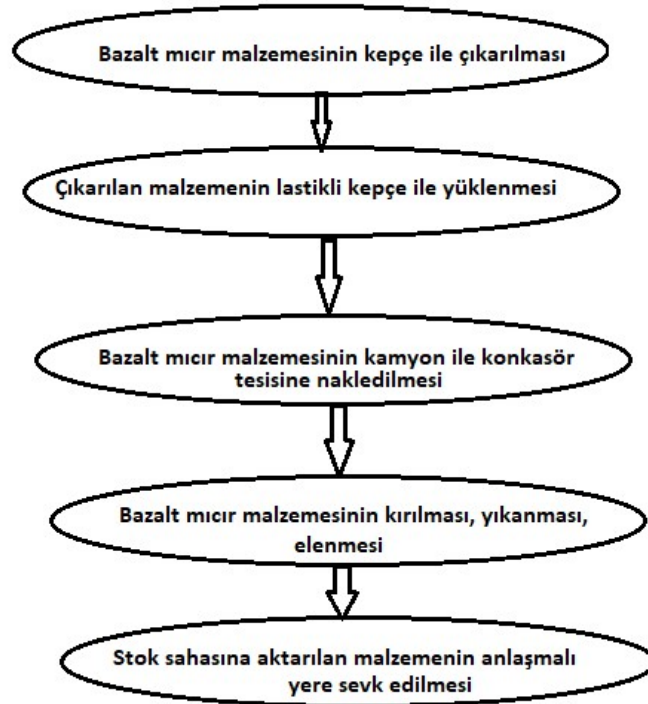 Bazalt mıcır malzemesinin kepçe ile çıkarılması
Çıkarılan malzemenin lastikli kepçe ile yüklenmesi
Bazalt mıcır malzemesinin kamyon ile konkasör
tesisine nakledilmesi
Bazalt mıcır malzemesinin kırılması, yıkanması,
elenmesi
Stok sahasına aktarılan malzemenin anlaşmalı
yere sevk edilmesi